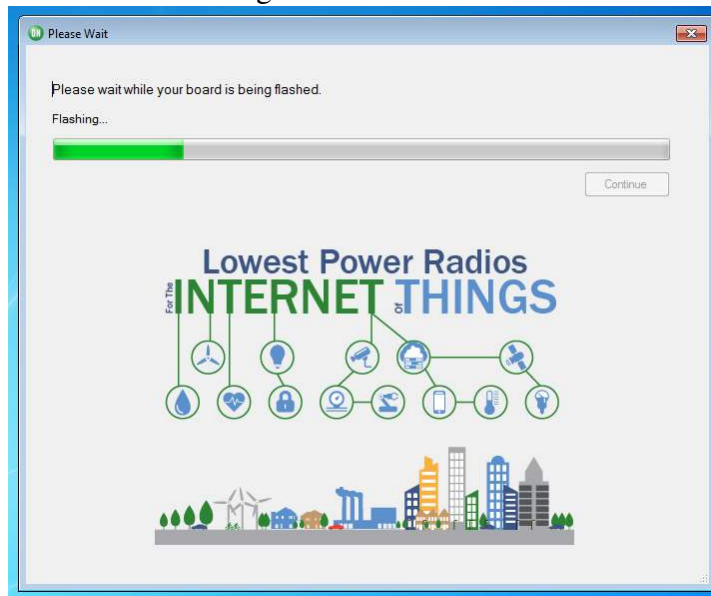 Please Wait
Please wait while your board is being flashed.
Flashing...
Continue
Lowest Power Radios
For The INTERNET Of THINGS